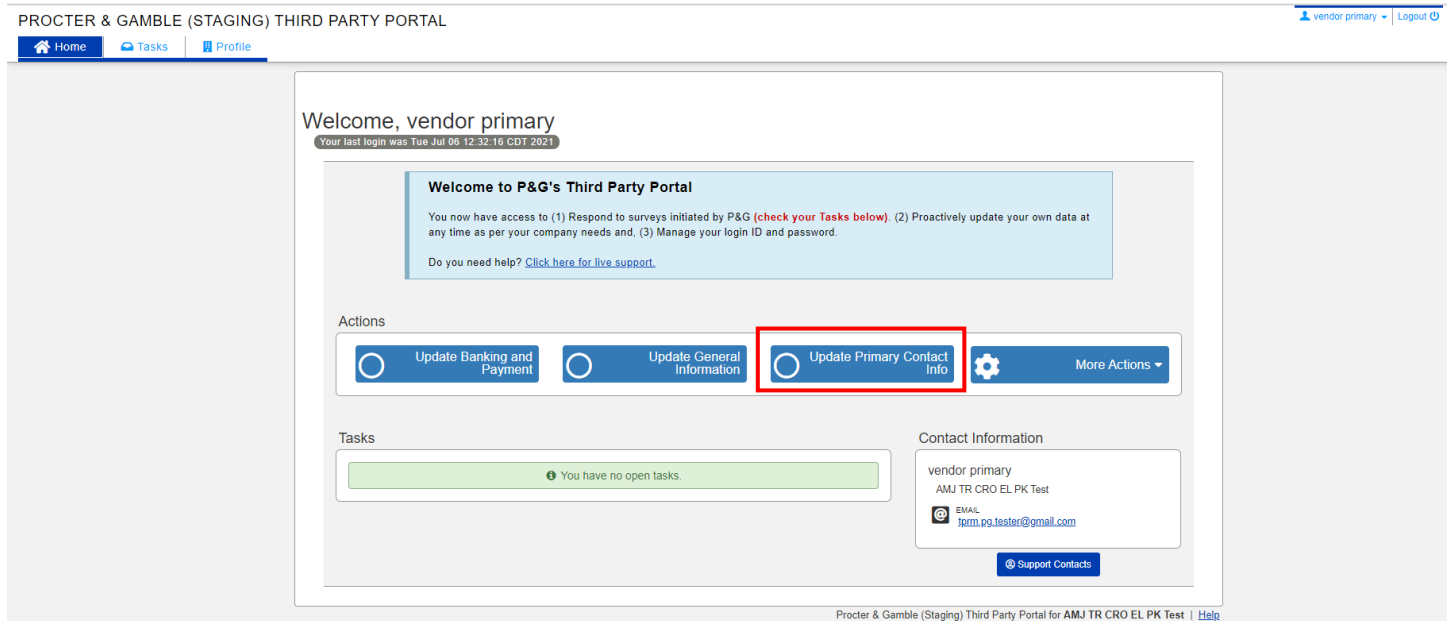 PROCTER & GAMBLE (STAGING) THIRD PARTY PORTAL
vendor primary
Logout
Home
Tasks
Profile
Welcome, vendor primary
Your last login was Tue Jul 06 12:32:16 CDT 2021
Welcome to P&G's Third Party Portal
You now have access to (1) Respond to surveys initiated by P&G (check your Tasks below). (2) Proactively update your own data at
any time as per your company needs and, (3) Manage your login ID and password.
Do you need help? Click here for live support.
Actions
Update Banking and
Payment
Update General
Information
Update Primary Contact
Info
More Actions
Tasks
You have no open tasks.
Contact Information
vendor primary
AMJ TR CRO EL PK Test
@ EMAIL
tprm.pg.tester@gmail.com
Support Contacts
Procter & Gamble (Staging) Third Party Portal for AMJ TR CRO EL PK Test | Help